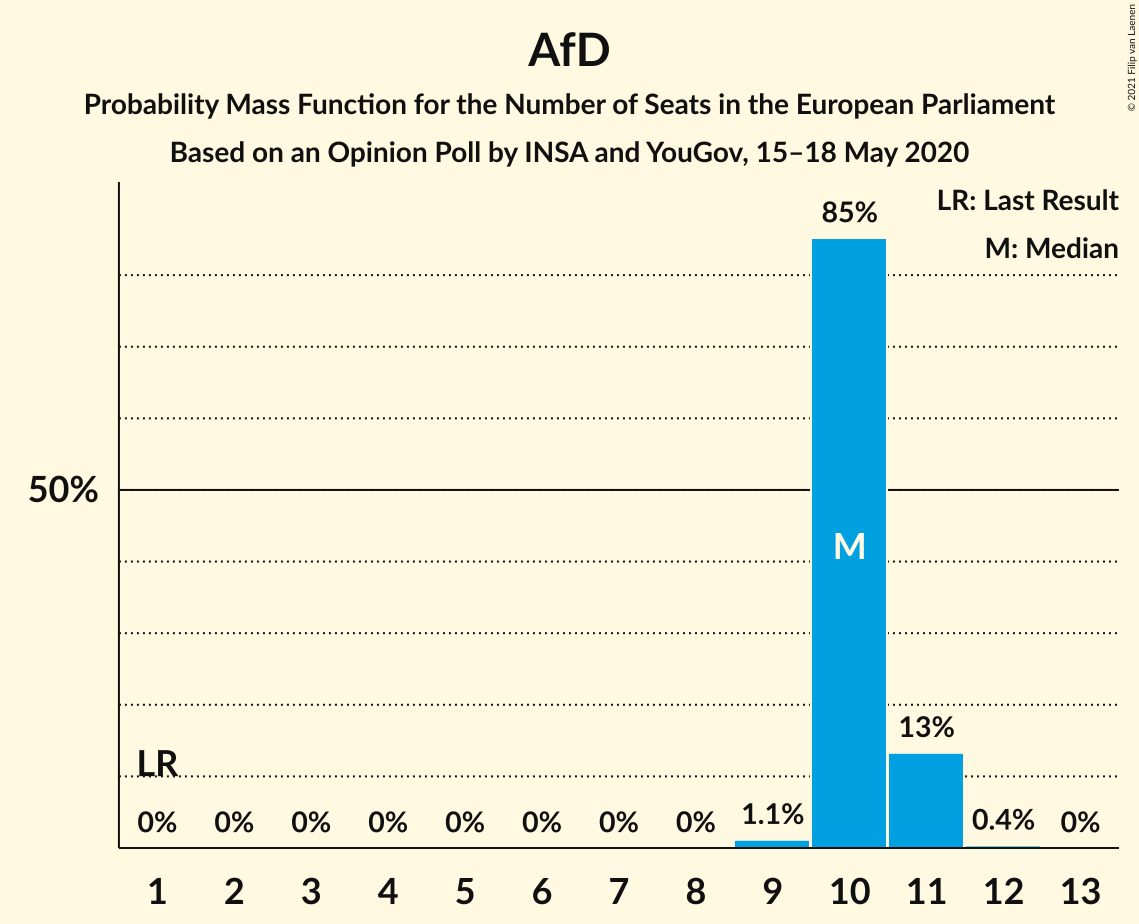 AfD
Probability Mass Function for the Number of Seats in the European Parliament
Based on an Opinion Poll by INSA and YouGov, 15–18 May 2020
© 2021 Filip van Laenen
LR: Last Result
M: Median
85%
50%
M
13%
LR
0% 0% 0% 0% 0% 0% 0% 0% 1.1% 0.4% 0%
1 2 3 4 5 6 7 8 9 10 11 12 13